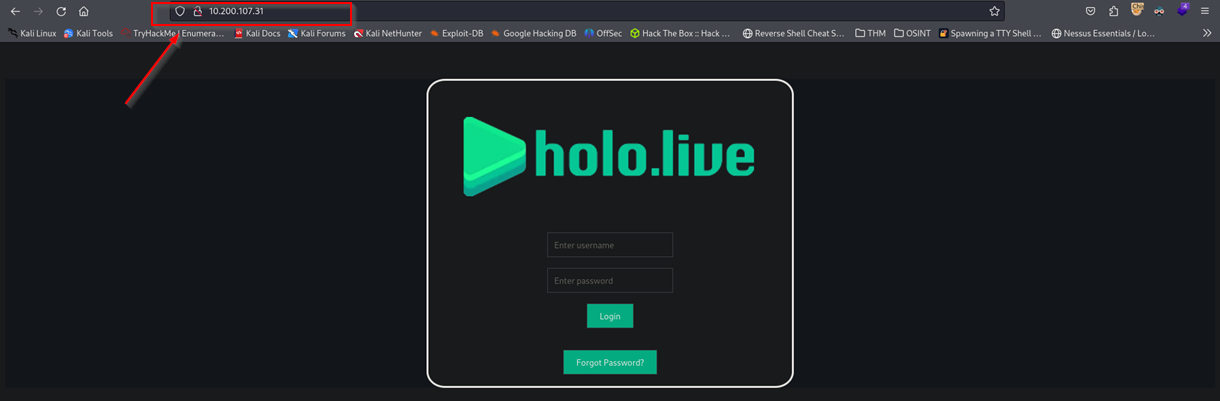 10.200.107.31
Kali Linux Kali Tools TryHackMe | Enumera... Kali Docs Kali Forums Kali NetHunter Exploit-DB Google Hacking DB OffSec Hack The Box :: Hack ... Reverse Shell Cheat S... THM OSINT Spawning a TTY Shell ... Nessus Essentials / Lo...
holo.live
Enter username
Enter password
Login
Forgot Password?